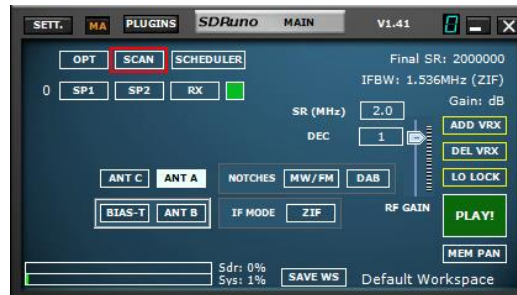 SETT. MA PLUGINS SDRuno MAIN V1.41
OPT SCAN SCHEDULER Final SR: 2000000
IFBW: 1.536MHz (ZIF)
0 SP1 SP2 RX Gain: dB
SR (MHz) 2.0
ADD VRX
DEC 1
DEL VRX
ANT C ANT A NOTCHES MW/FM DAB LO LOCK
BIAS-T ANT B IF MODE ZIF RF GAIN PLAY!
MEM PAN
Sdr: 0%
Sys: 1% SAVE WS Default Workspace